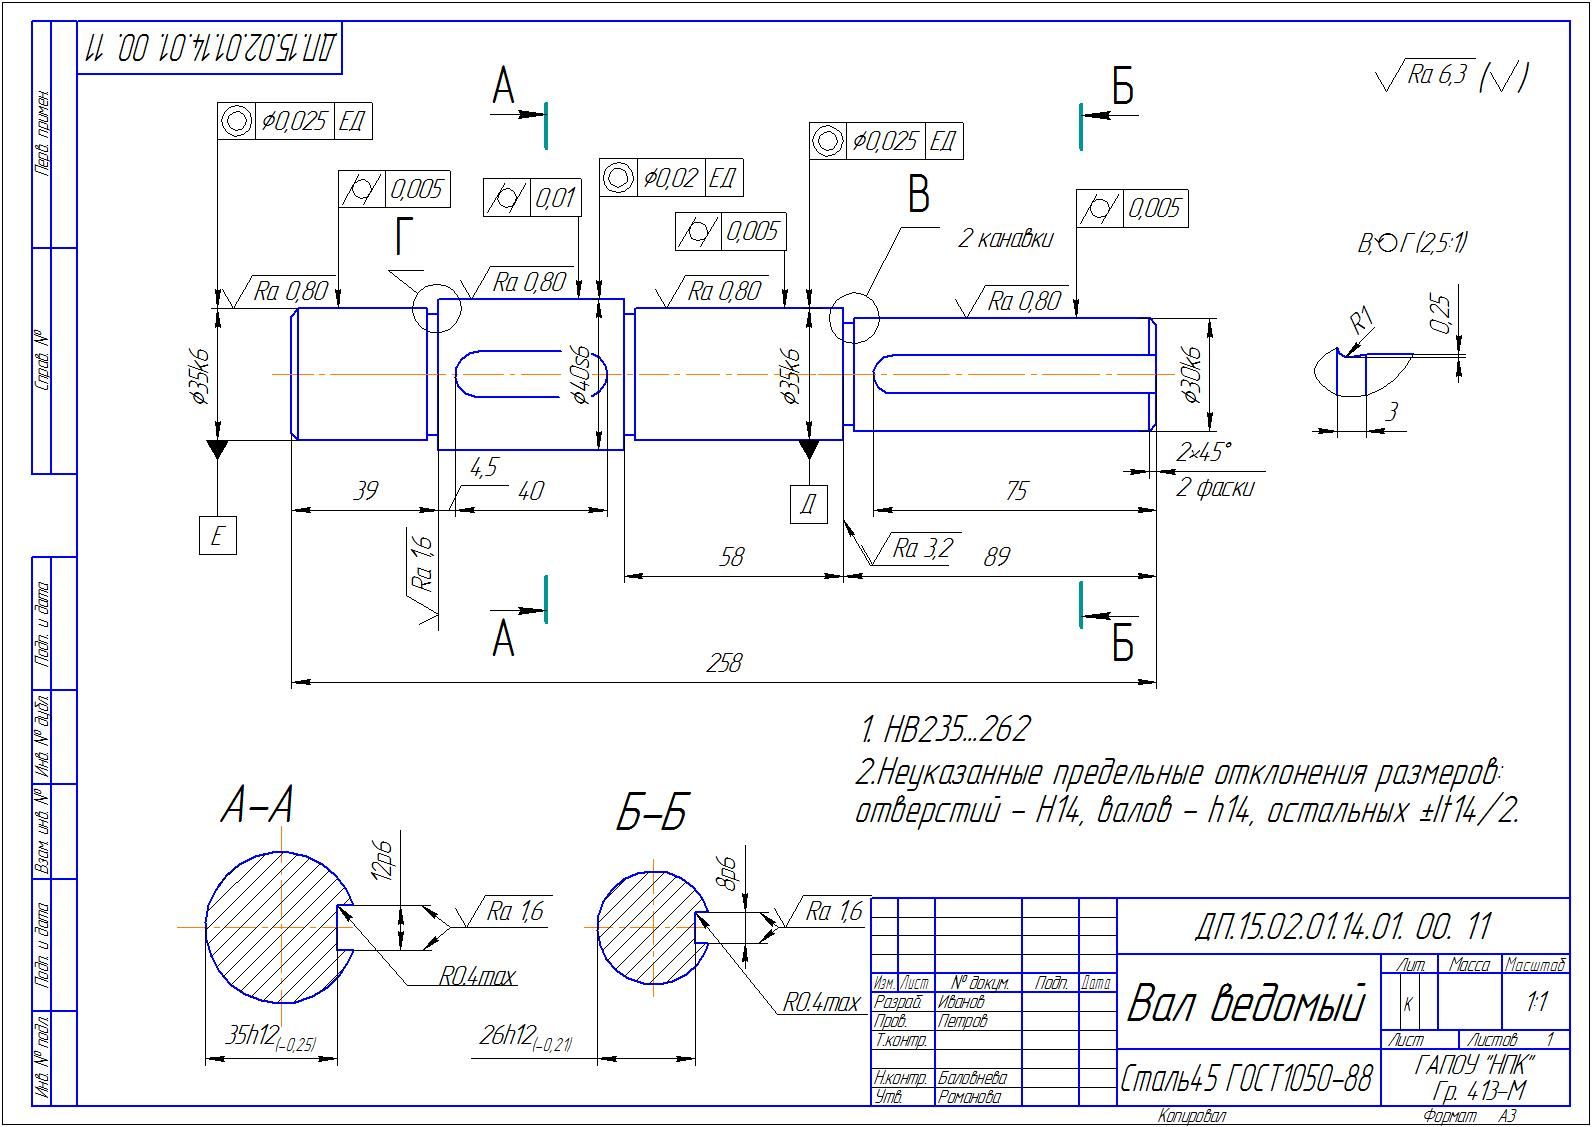 ДП.15.02.01.14.01. 00. 11
Перв. примен.
Справ. №
Подп. и дата
Инв. № дубл.
Взам. инв. №
Подп. и дата
Инв. № подл.
Ra 6,3 (√)
А
Б
⌀0,025 ЕД
0,005
0,01
⌀0,02 ЕД
⌀0,025 ЕД
0,005
0,005
Г
В
2 канавки
Ra 0,80
Ra 0,80
Ra 0,80
Ra 0,80
⌀35k6
⌀40s6
⌀35k6
⌀30k6
В, Г (2,5:1)
R1
0,25
3
2×45°
2 фаски
39
4,5
40
75
Е
Д
Ra 1,6
58
Ra 3,2
89
А
Б
258
1. НВ235...262
2.Неуказанные предельные отклонения размеров:
отверстий – Н14, валов – h14, остальных ±It14/2.
А–А
12р6
Ra 1,6
R0.4max
35h12(–0,25)
Б–Б
8р6
Ra 1,6
R0.4max
26h12(–0,21)
ДП.15.02.01.14.01. 00. 11
Изм. Лист № докум. Подп. Дата
Разраб. Иванов
Пров. Петров
Т.контр.
Н.контр. Баловнева
Утв. Романова
Вал ведомый
Лит. Масса Масштаб
К 1:1
Лист Листов 1
Сталь45 ГОСТ1050–88
ГАПОУ "НПК"
Гр. 413–М
Копировал Формат А3